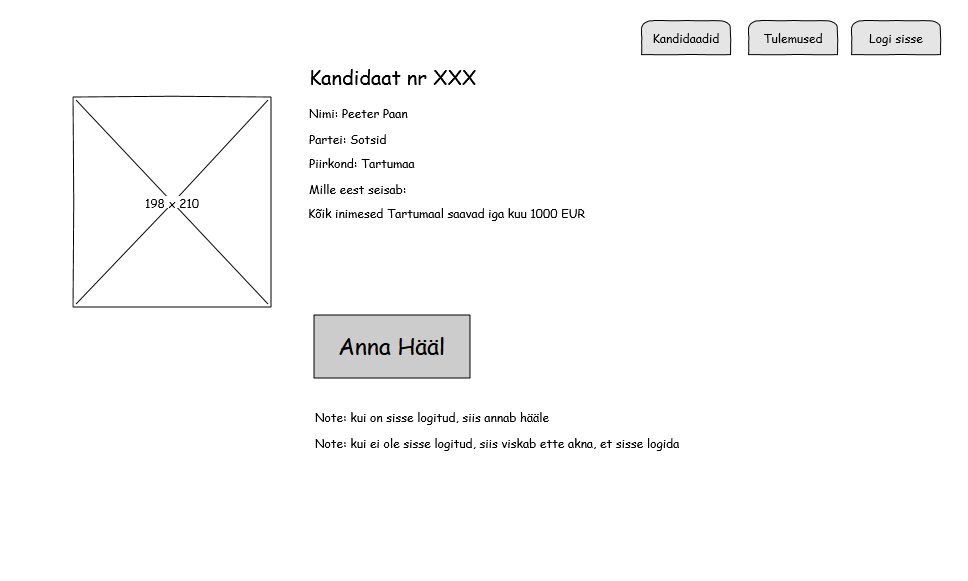 Kandidaadid Tulemused Logi sisse
Kandidaat nr XXX
Nimi: Peeter Paan
Partei: Sotsid
Piirkond: Tartumaa
Mille eest seisab:
198 x 210
Kõik inimesed Tartumaal saavad iga kuu 1000 EUR
Anna Hääl
Note: kui on sisse logitud, siis annab hääle
Note: kui ei ole sisse logitud, siis viskab ette akna, et sisse logida